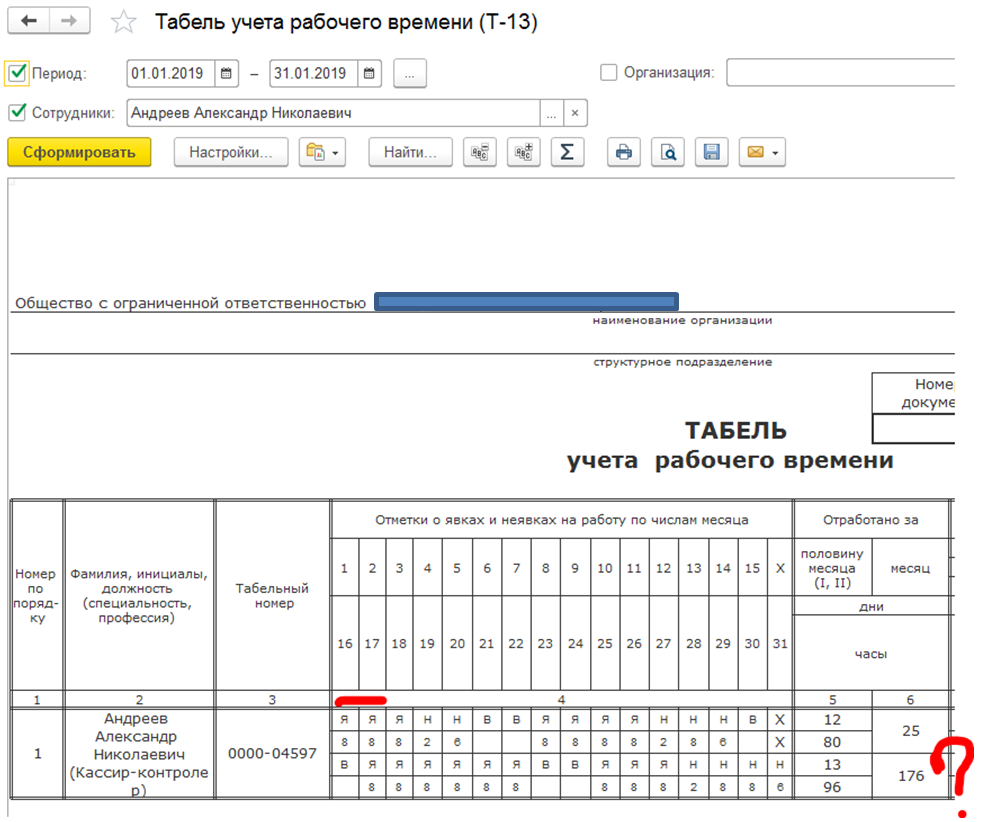 Табель учета рабочего времени (Т-13)
Период: 01.01.2019 – 31.01.2019 ... Организация:
Сотрудники: Андреев Александр Николаевич ... ×
Сформировать Настройки... Найти... Σ
Общество с ограниченной ответственностью
наименование организации
структурное подразделение
Номе
докуме
ТАБЕЛЬ
учета рабочего времени
Номер
по
поряд-
ку
Фамилия, инициалы,
должность
(специальность,
профессия)
Табельный
номер
Отметки о явках и неявках на работу по числам месяца
1 2 3 4 5 6 7 8 9 10 11 12 13 14 15 X
16 17 18 19 20 21 22 23 24 25 26 27 28 29 30 31
Отработано за
половину
месяца
(I, II)
месяц
дни
часы
1 2 3 4 5 6
1
Андреев
Александр
Николаевич
(Кассир-контроле
р)
0000-04597
Я Я Я Н Н В В Я Я Я Я Н Н Н В X 12
8 8 8 2 6 8 8 8 8 2 8 6 X 80
В Я Я Я Я Я Я В В Я Я Я Н Н Н Н 13
8 8 8 8 8 8 8 8 8 2 8 8 6 96
25
176
?